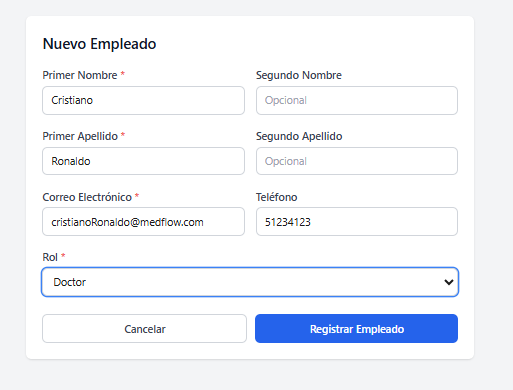 Nuevo Empleado
Primer Nombre * Segundo Nombre
Cristiano Opcional
Primer Apellido * Segundo Apellido
Ronaldo Opcional
Correo Electrónico * Teléfono
cristianoRonaldo@medflow.com 51234123
Rol *
Doctor
Cancelar Registrar Empleado